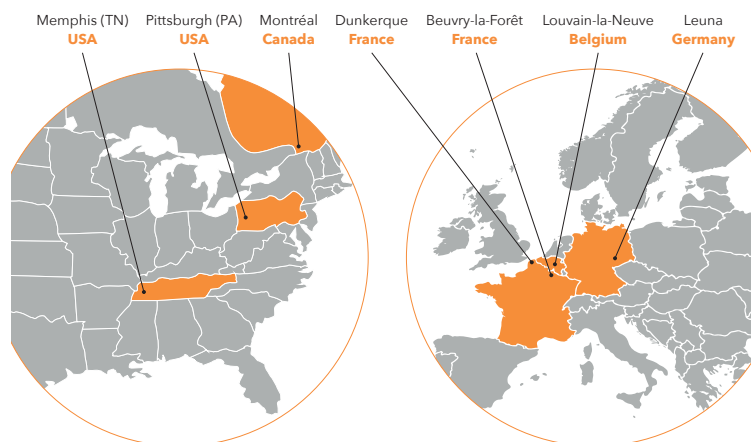 Memphis (TN)
USA
Pittsburgh (PA)
USA
Montréal
Canada
Dunkerque
France
Beuvry-la-Forêt
France
Louvain-la-Neuve
Belgium
Leuna
Germany